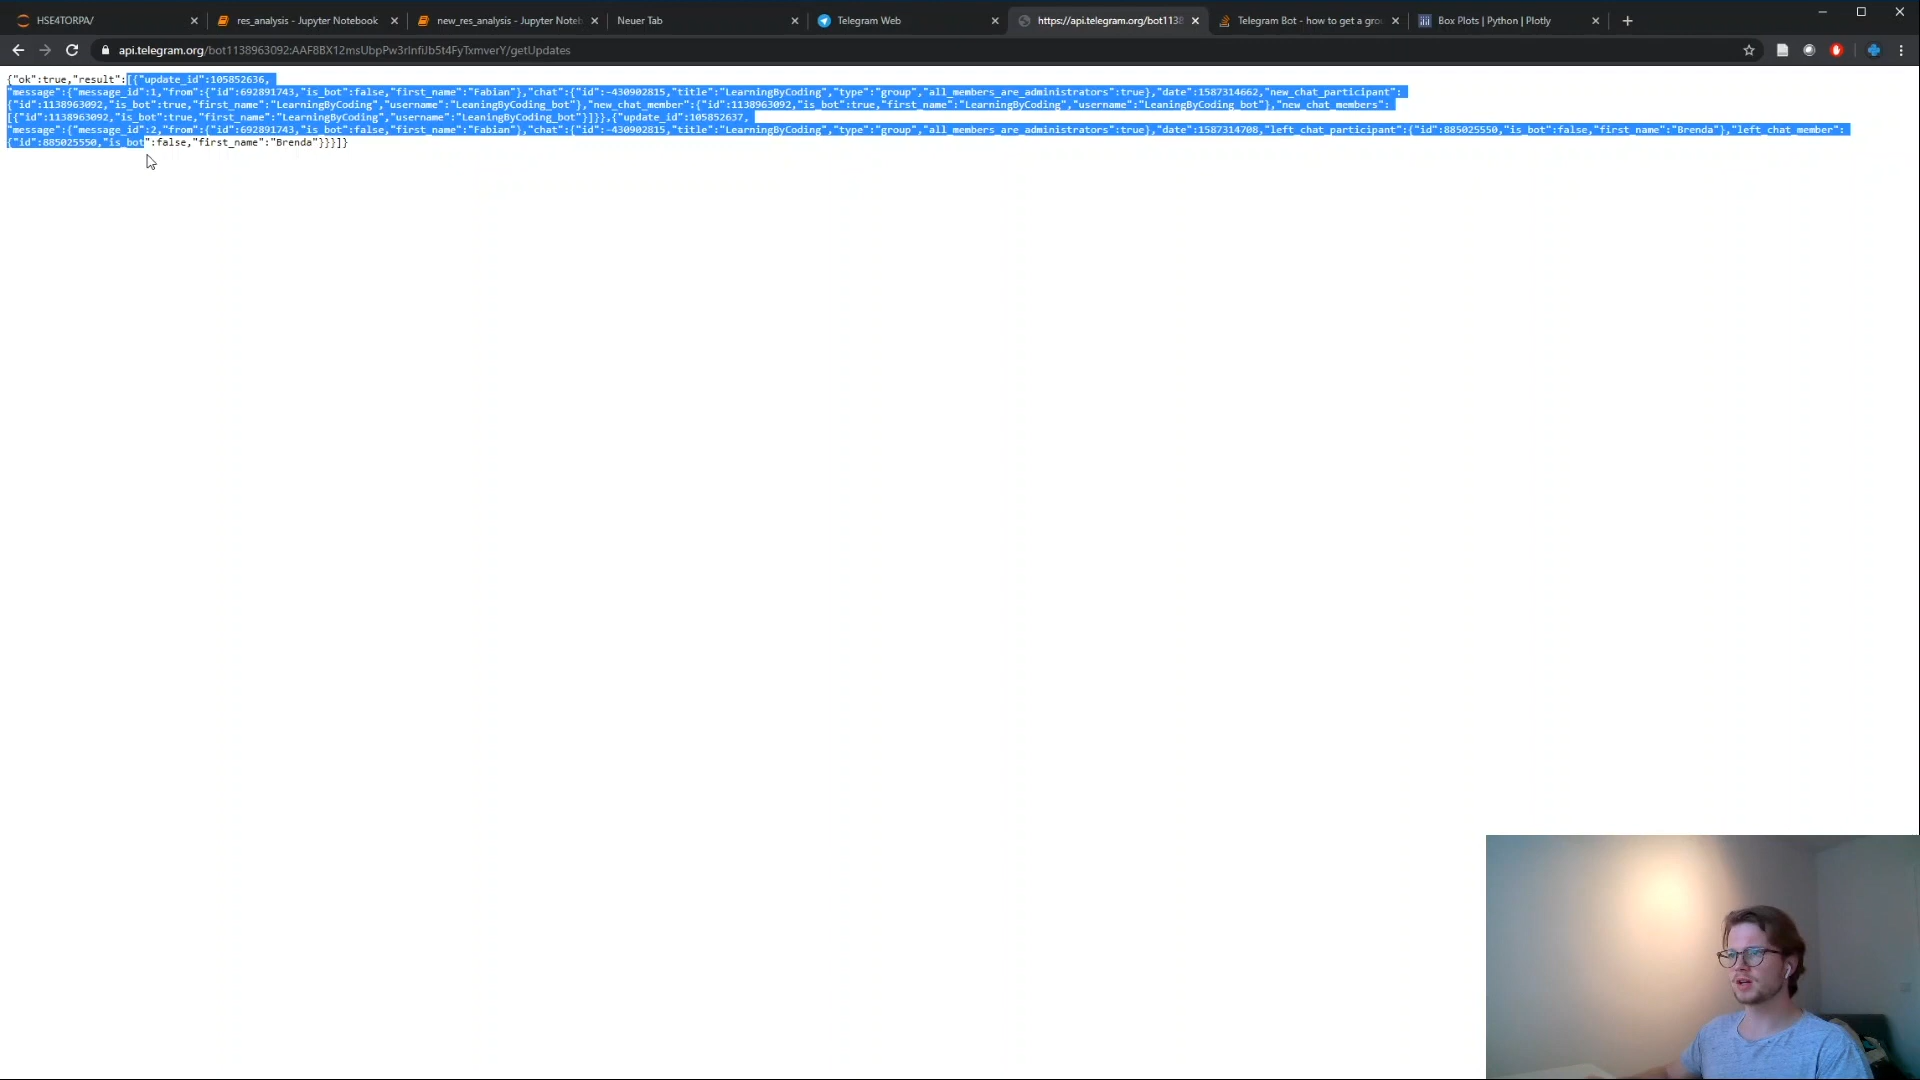 HSE4TORPA/
res_analysis - Jupyter Notebook
new_res_analysis - Jupyter Noteb
Neuer Tab
Telegram Web
https://api.telegram.org/bot1138
Telegram Bot - how to get a gro
Box Plots | Python | Plotly
api.telegram.org/bot1138963092:AAF8BX12msUbpPw3rlnfiJb5t4FyTxmverY/getUpdates
{"ok":true,"result":[{"update_id":105852636,
"message":{"message_id":1,"from":{"id":692891743,"is_bot":false,"first_name":"Fabian"},"chat":{"id":-430902815,"title":"LearningByCoding","type":"group","all_members_are_administrators":true},"date":1587314662,"new_chat_participant":
{"id":1138963092,"is_bot":true,"first_name":"LearningByCoding","username":"LeaningByCoding_bot"},"new_chat_member":{"id":1138963092,"is_bot":true,"first_name":"LearningByCoding","username":"LeaningByCoding_bot"},"new_chat_members":
[{"id":1138963092,"is_bot":true,"first_name":"LearningByCoding","username":"LeaningByCoding_bot"}]}},{"update_id":105852637,
"message":{"message_id":2,"from":{"id":692891743,"is_bot":false,"first_name":"Fabian"},"chat":{"id":-430902815,"title":"LearningByCoding","type":"group","all_members_are_administrators":true},"date":1587314708,"left_chat_participant":{"id":885025550,"is_bot":false,"first_name":"Brenda"},"left_chat_member":
{"id":885025550,"is_bot":false,"first_name":"Brenda"}}}]}